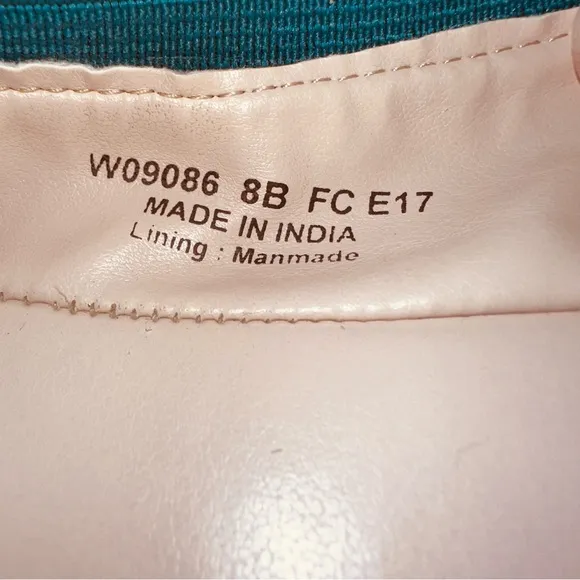 W09086 8B FC E17
MADE IN INDIA
Lining : Manmade